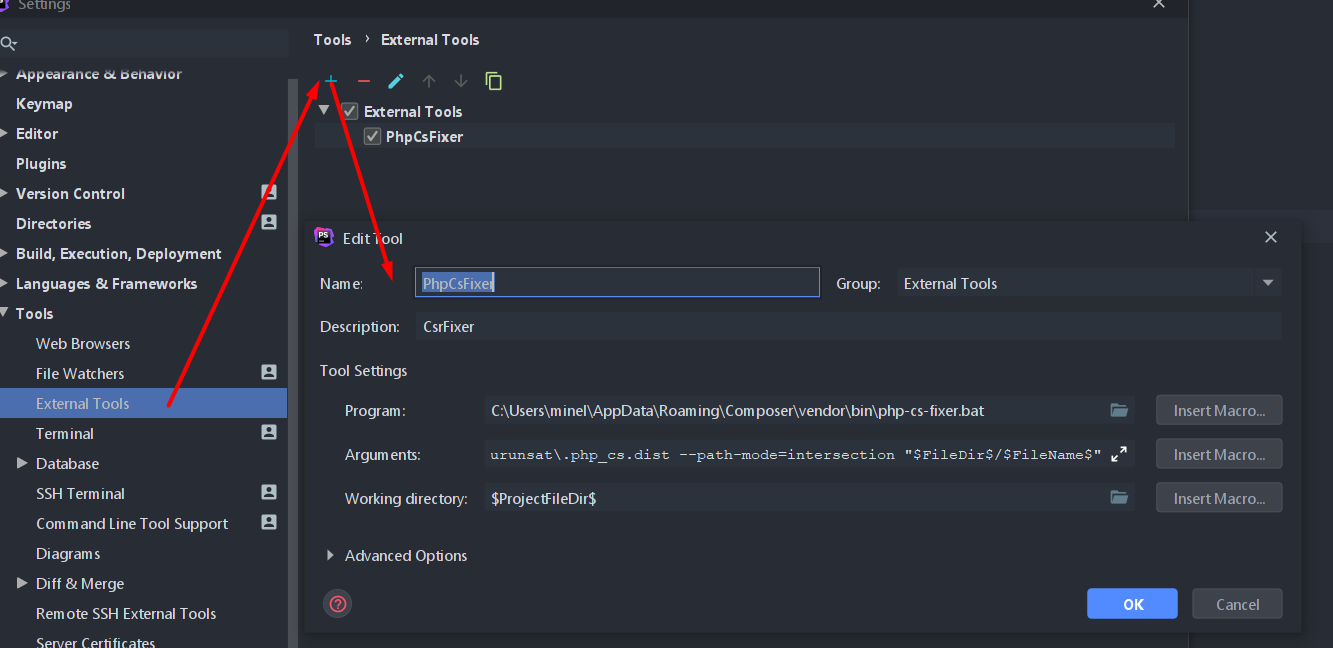 PS Settings
Tools › External Tools
Appearance & Behavior
Keymap
Editor
Plugins
Version Control
Directories
Build, Execution, Deployment
Languages & Frameworks
Tools
Web Browsers
File Watchers
External Tools
Terminal
Database
SSH Terminal
Command Line Tool Support
Diagrams
Diff & Merge
Remote SSH External Tools
Server Certificates
External Tools
PhpCsFixer
PS Edit Tool
Name: PhpCsFixer Group: External Tools
Description: CsrFixer
Tool Settings
Program: C:\Users\minel\AppData\Roaming\Composer\vendor\bin\php-cs-fixer.bat Insert Macro...
Arguments: urunsat\.php_cs.dist --path-mode=intersection "$FileDir$/$FileName$" Insert Macro...
Working directory: $ProjectFileDir$ Insert Macro...
Advanced Options
? OK Cancel